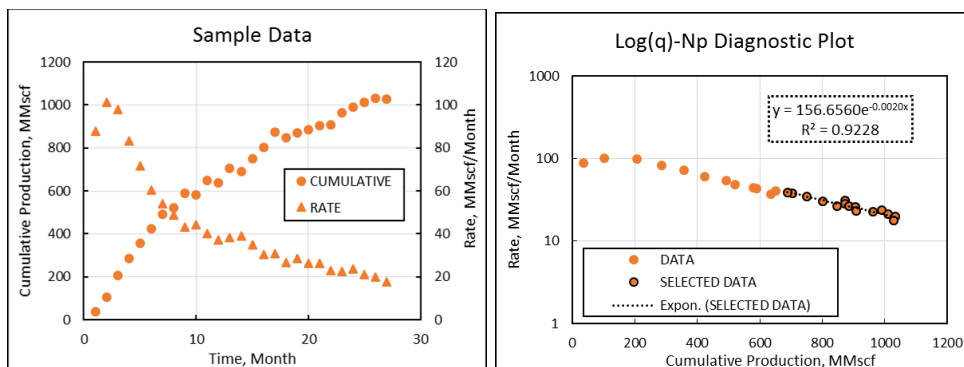 Sample Data
1200
1000
800
600
400
200
0
120
100
80
60
40
20
0
0
10
20
30
Cumulative Production, MMscf
Rate, MMscf/Month
Time, Month
CUMULATIVE
RATE
Log(q)-Np Diagnostic Plot
1000
100
10
1
0
200
400
600
800
1000
1200
Rate, MMscf/Month
Cumulative Production, MMscf
y = 156.6560e^-0.0020x
R² = 0.9228
DATA
SELECTED DATA
Expon. (SELECTED DATA)